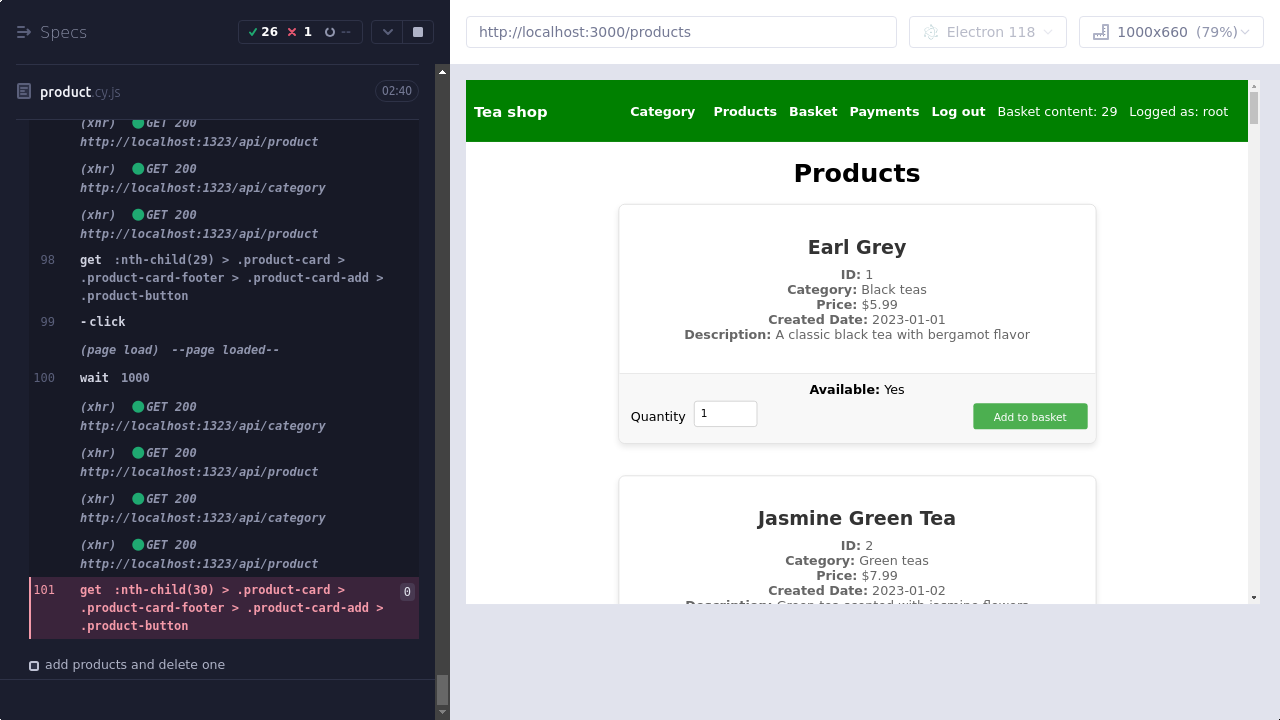 Specs
26 1 --
http://localhost:3000/products
Electron 118
1000x660 (79%)
product.cy.js 02:40
(xhr) GET 200
http://localhost:1323/api/product
(xhr) GET 200
http://localhost:1323/api/category
(xhr) GET 200
http://localhost:1323/api/product
98 get :nth-child(29) > .product-card >
.product-card-footer > .product-card-add >
.product-button
99 -click
(page load) --page loaded--
100 wait 1000
(xhr) GET 200
http://localhost:1323/api/category
(xhr) GET 200
http://localhost:1323/api/product
(xhr) GET 200
http://localhost:1323/api/category
(xhr) GET 200
http://localhost:1323/api/product
101 get :nth-child(30) > .product-card > 0
.product-card-footer > .product-card-add >
.product-button
add products and delete one
Tea shop Category Products Basket Payments Log out Basket content: 29 Logged as: root
Products
Earl Grey
ID: 1
Category: Black teas
Price: $5.99
Created Date: 2023-01-01
Description: A classic black tea with bergamot flavor
Available: Yes
Quantity 1 Add to basket
Jasmine Green Tea
ID: 2
Category: Green teas
Price: $7.99
Created Date: 2023-01-02
Description: Green tea scented with jasmine flowers